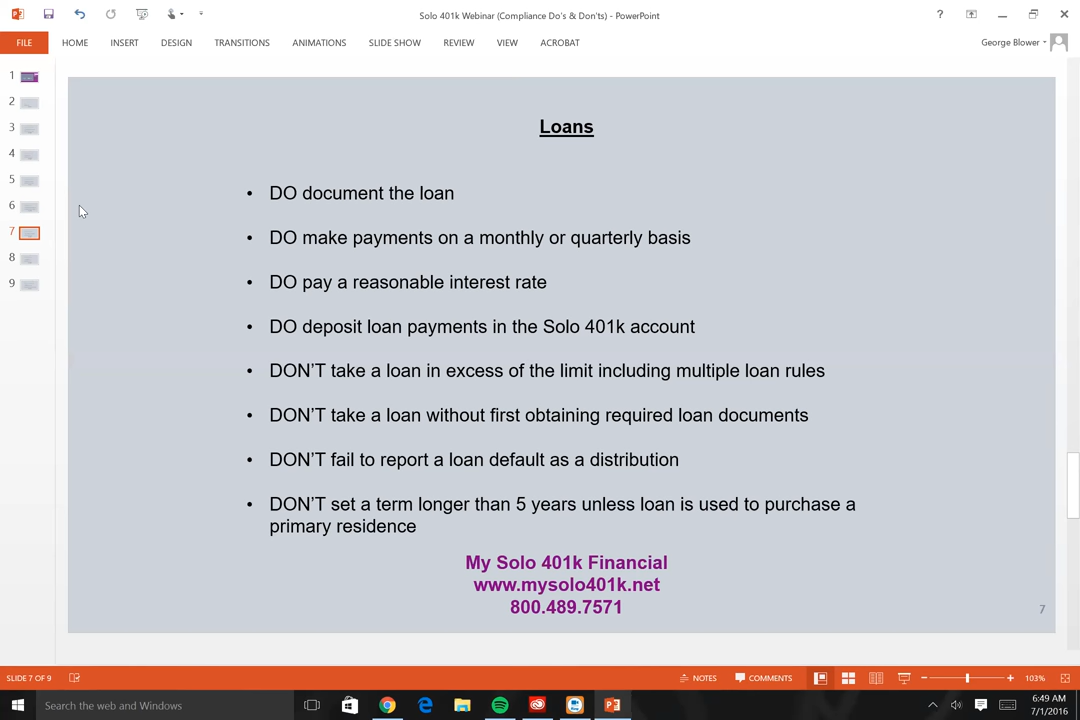 Solo 401k Webinar (Compliance Do's & Don'ts) - PowerPoint
?
FILE HOME INSERT DESIGN TRANSITIONS ANIMATIONS SLIDE SHOW REVIEW VIEW ACROBAT George Blower
1
2
3
4
5
6
7
8
9
Loans
• DO document the loan
• DO make payments on a monthly or quarterly basis
• DO pay a reasonable interest rate
• DO deposit loan payments in the Solo 401k account
• DON'T take a loan in excess of the limit including multiple loan rules
• DON'T take a loan without first obtaining required loan documents
• DON'T fail to report a loan default as a distribution
• DON'T set a term longer than 5 years unless loan is used to purchase a
primary residence
My Solo 401k Financial
www.mysolo401k.net
800.489.7571
7
SLIDE 7 OF 9 NOTES COMMENTS 103%
Search the web and Windows
6:49 AM
7/1/2016